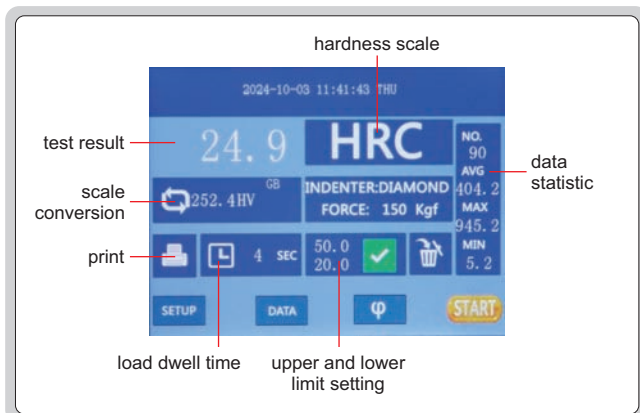 hardness scale
2024-10-03 11:41:43 THU
test result
24.9
HRC
NO.
90
AVG
404.2
MAX
945.2
MIN
5.2
data
statistic
scale
conversion
252.4HV
GB
INDENTER:DIAMOND
FORCE: 150 Kgf
print
4 SEC
50.0
20.0
SETUP
DATA
φ
START
load dwell time
upper and lower
limit setting